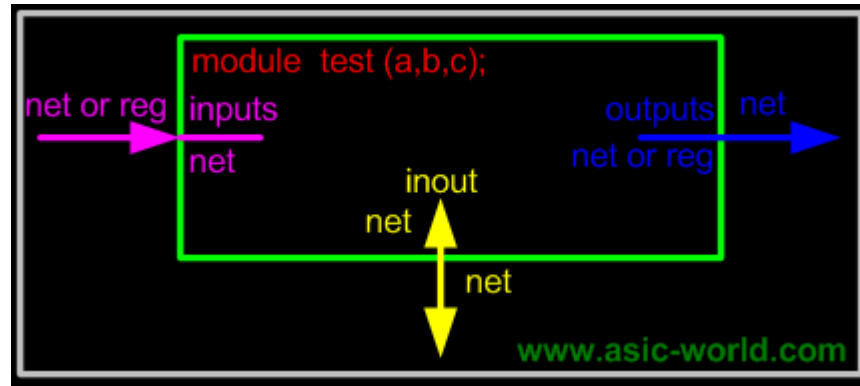 module test (a,b,c);
net or reg inputs
net
outputs net
net or reg
inout
net
net
www.asic-world.com